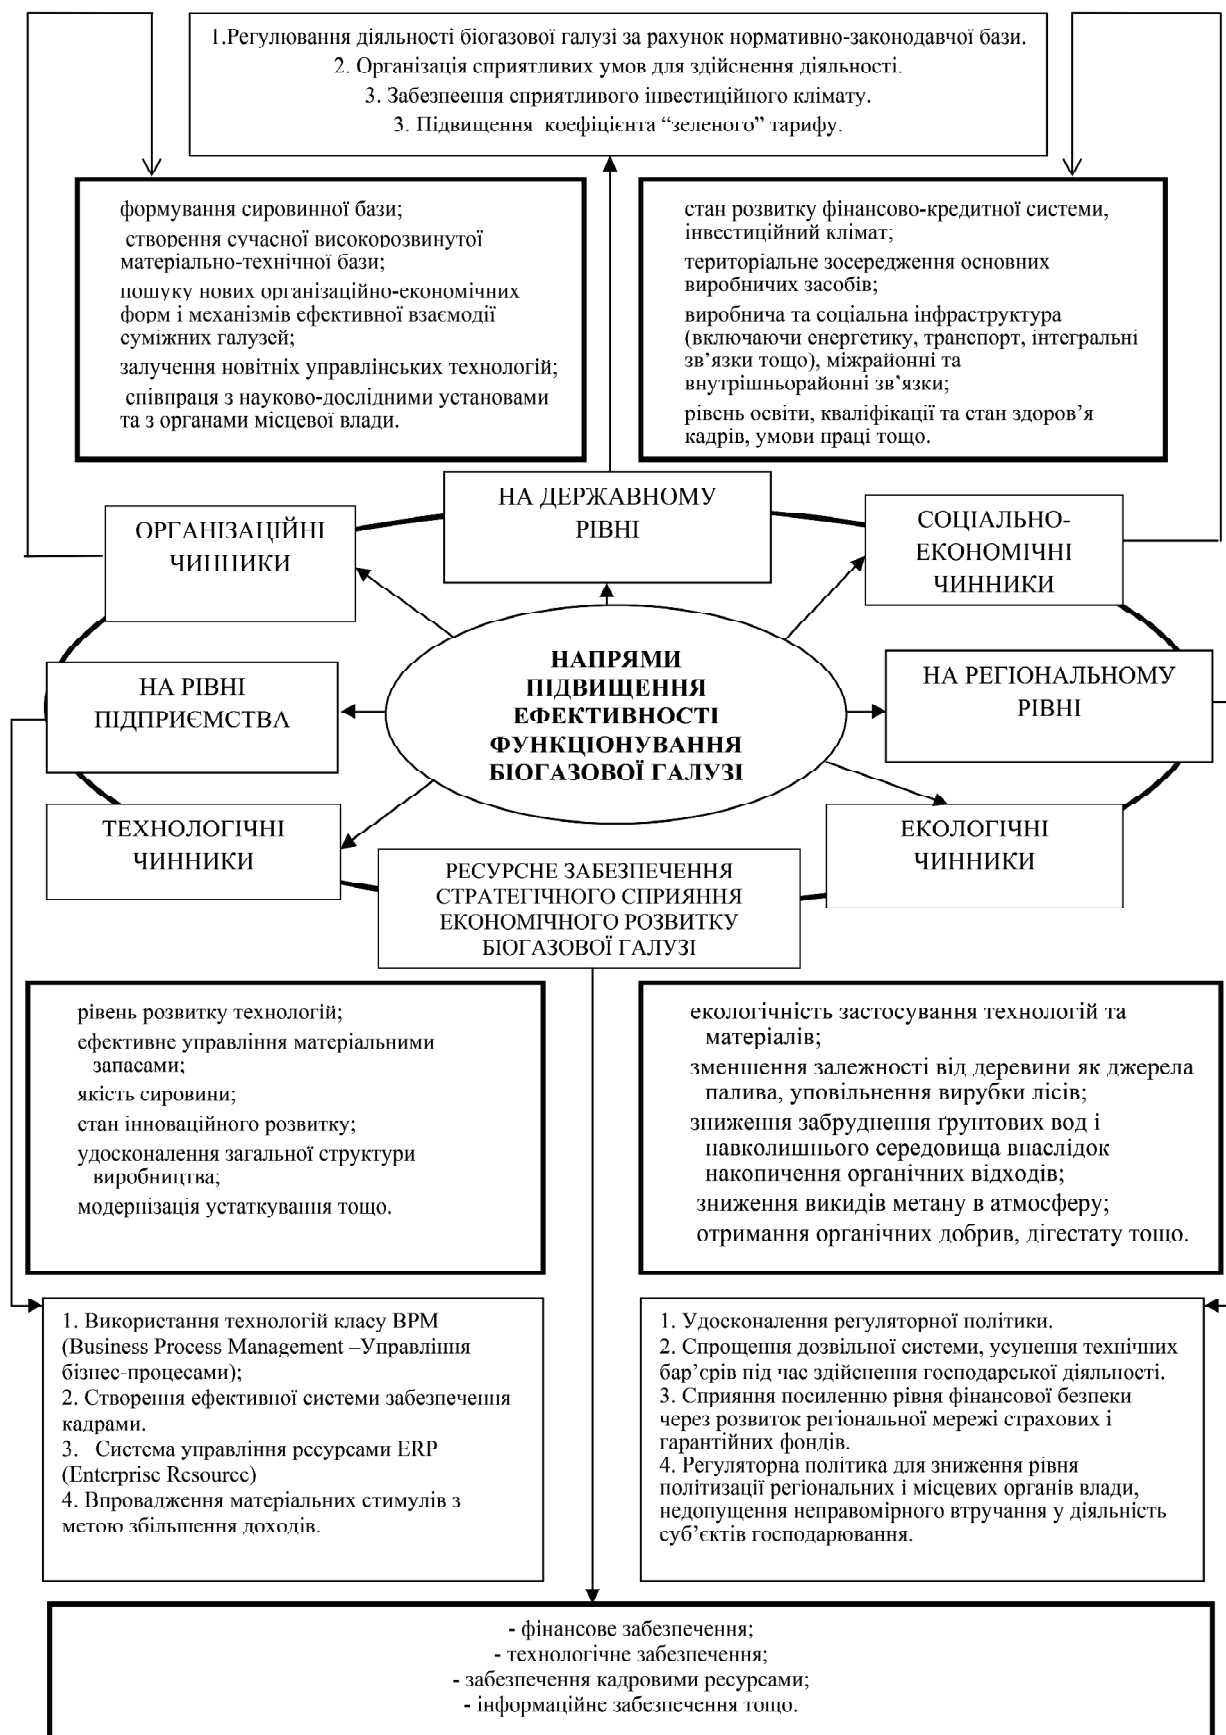 1.Регулювання діяльності біогазової галузі за рахунок нормативно-законодавчої бази.
2. Організація сприятливих умов для здійснення діяльності.
3. Забезпеення сприятливого інвестиційного клімату.
3. Підвищення коефіцієнта “зеленого” тарифу.
формування сировинної бази;
створення сучасної високорозвинутої
матеріально-технічної бази;
пошуку нових організаційно-економічних
форм і механізмів ефективної взаємодії
суміжних галузей;
залучення новітніх управлінських технологій;
співпраця з науково-дослідними установами
та з органами місцевої влади.
стан розвитку фінансово-кредитної системи,
інвестиційний клімат;
територіальне зосередження основних
виробничих засобів;
виробнича та соціальна інфраструктура
(включаючи енергетику, транспорт, інтегральні
зв’язки тощо), міжрайонні та
внутрішньорайонні зв’язки;
рівень освіти, кваліфікації та стан здоров’я
кадрів, умови праці тощо.
ОРГАНІЗАЦІЙНІ
ЧИННИКИ
НА ДЕРЖАВНОМУ
РІВНІ
СОЦІАЛЬНО-
ЕКОНОМІЧНІ
ЧИННИКИ
НА РІВНІ
ПІДПРИЄМСТВА
НАПРЯМИ
ПІДВИЩЕННЯ
ЕФЕКТИВНОСТІ
ФУНКЦІОНУВАННЯ
БІОГАЗОВОЇ ГАЛУЗІ
НА РЕГІОНАЛЬНОМУ
РІВНІ
ТЕХНОЛОГІЧНІ
ЧИННИКИ
РЕСУРСНЕ ЗАБЕЗПЕЧЕННЯ
СТРАТЕГІЧНОГО СПРИЯННЯ
ЕКОНОМІЧНОГО РОЗВИТКУ
БІОГАЗОВОЇ ГАЛУЗІ
ЕКОЛОГІЧНІ
ЧИННИКИ
рівень розвитку технологій;
ефективне управління матеріальними
запасами;
якість сировини;
стан інноваційного розвитку;
удосконалення загальної структури
виробництва;
модернізація устаткування тощо.
екологічність застосування технологій та
матеріалів;
зменшення залежності від деревини як джерела
палива, уповільнення вирубки лісів;
зниження забруднення ґрунтових вод і
навколишнього середовища внаслідок
накопичення органічних відходів;
зниження викидів метану в атмосферу;
отримання органічних добрив, дігестату тощо.
1. Використання технологій класу BPM
(Business Process Management –Управління
бізнес-процесами);
2. Створення ефективної системи забезпечення
кадрами.
3. Система управління ресурсами ERP
(Enterprise Resource)
4. Впровадження матеріальних стимулів з
метою збільшення доходів.
1. Удосконалення регуляторної політики.
2. Спрощення дозвільної системи, усунення технічних
бар’єрів під час здійснення господарської діяльності.
3. Сприяння посиленню рівня фінансової безпеки
через розвиток регіональної мережі страхових і
гарантійних фондів.
4. Регуляторна політика для зниження рівня
політизації регіональних і місцевих органів влади,
недопущення неправомірного втручання у діяльність
суб’єктів господарювання.
- фінансове забезпечення;
- технологічне забезпечення;
- забезпечення кадровими ресурсами;
- інформаційне забезпечення тощо.